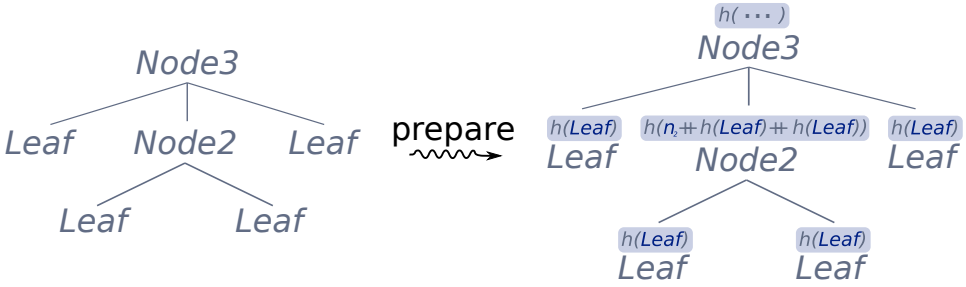 Node3
Leaf Node2 Leaf
Leaf Leaf
prepare
h( ··· )
Node3
h(Leaf) h(n₂ ⧺ h(Leaf) ⧺ h(Leaf)) h(Leaf)
Leaf Node2 Leaf
h(Leaf) h(Leaf)
Leaf Leaf